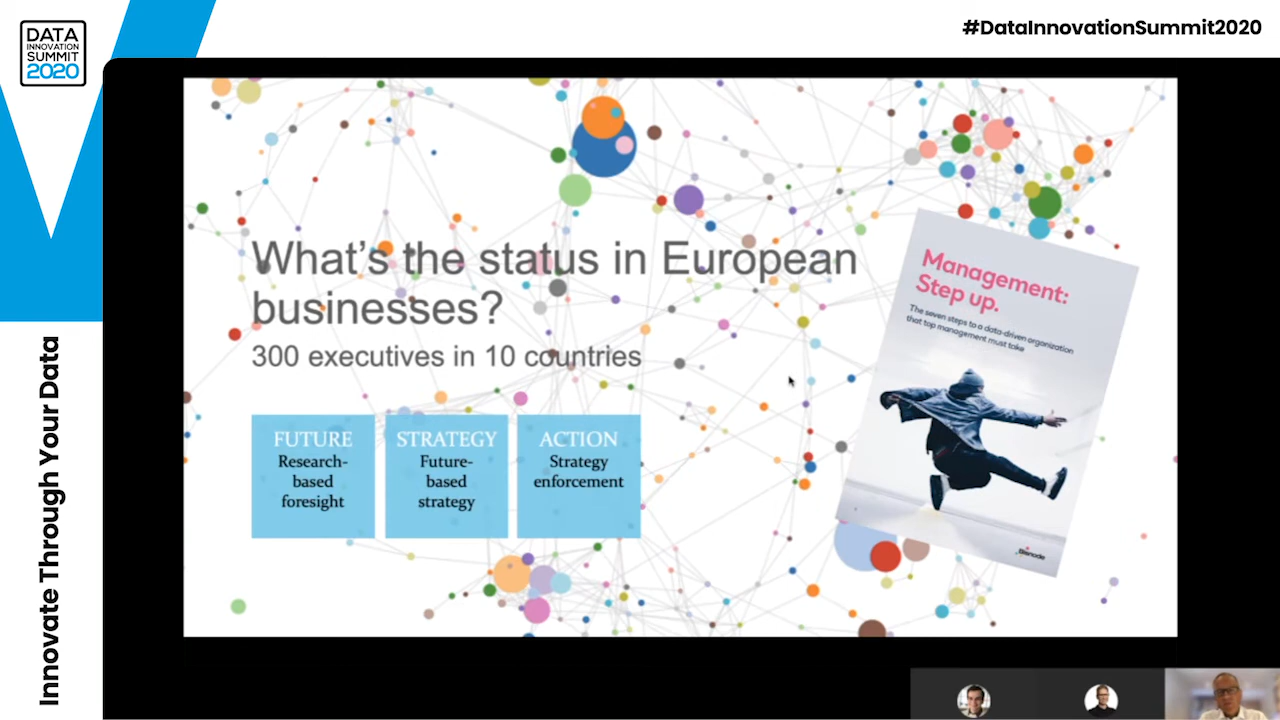 DATA
INNOVATION
SUMMIT
2020
#DataInnovationSummit2020
Innovate Through Your Data
What's the status in European
businesses?
300 executives in 10 countries
FUTURE
Research-
based
foresight
STRATEGY
Future-
based
strategy
ACTION
Strategy
enforcement
Management:
Step up.
The seven steps to a data-driven organization
that top management must take
Bisnode